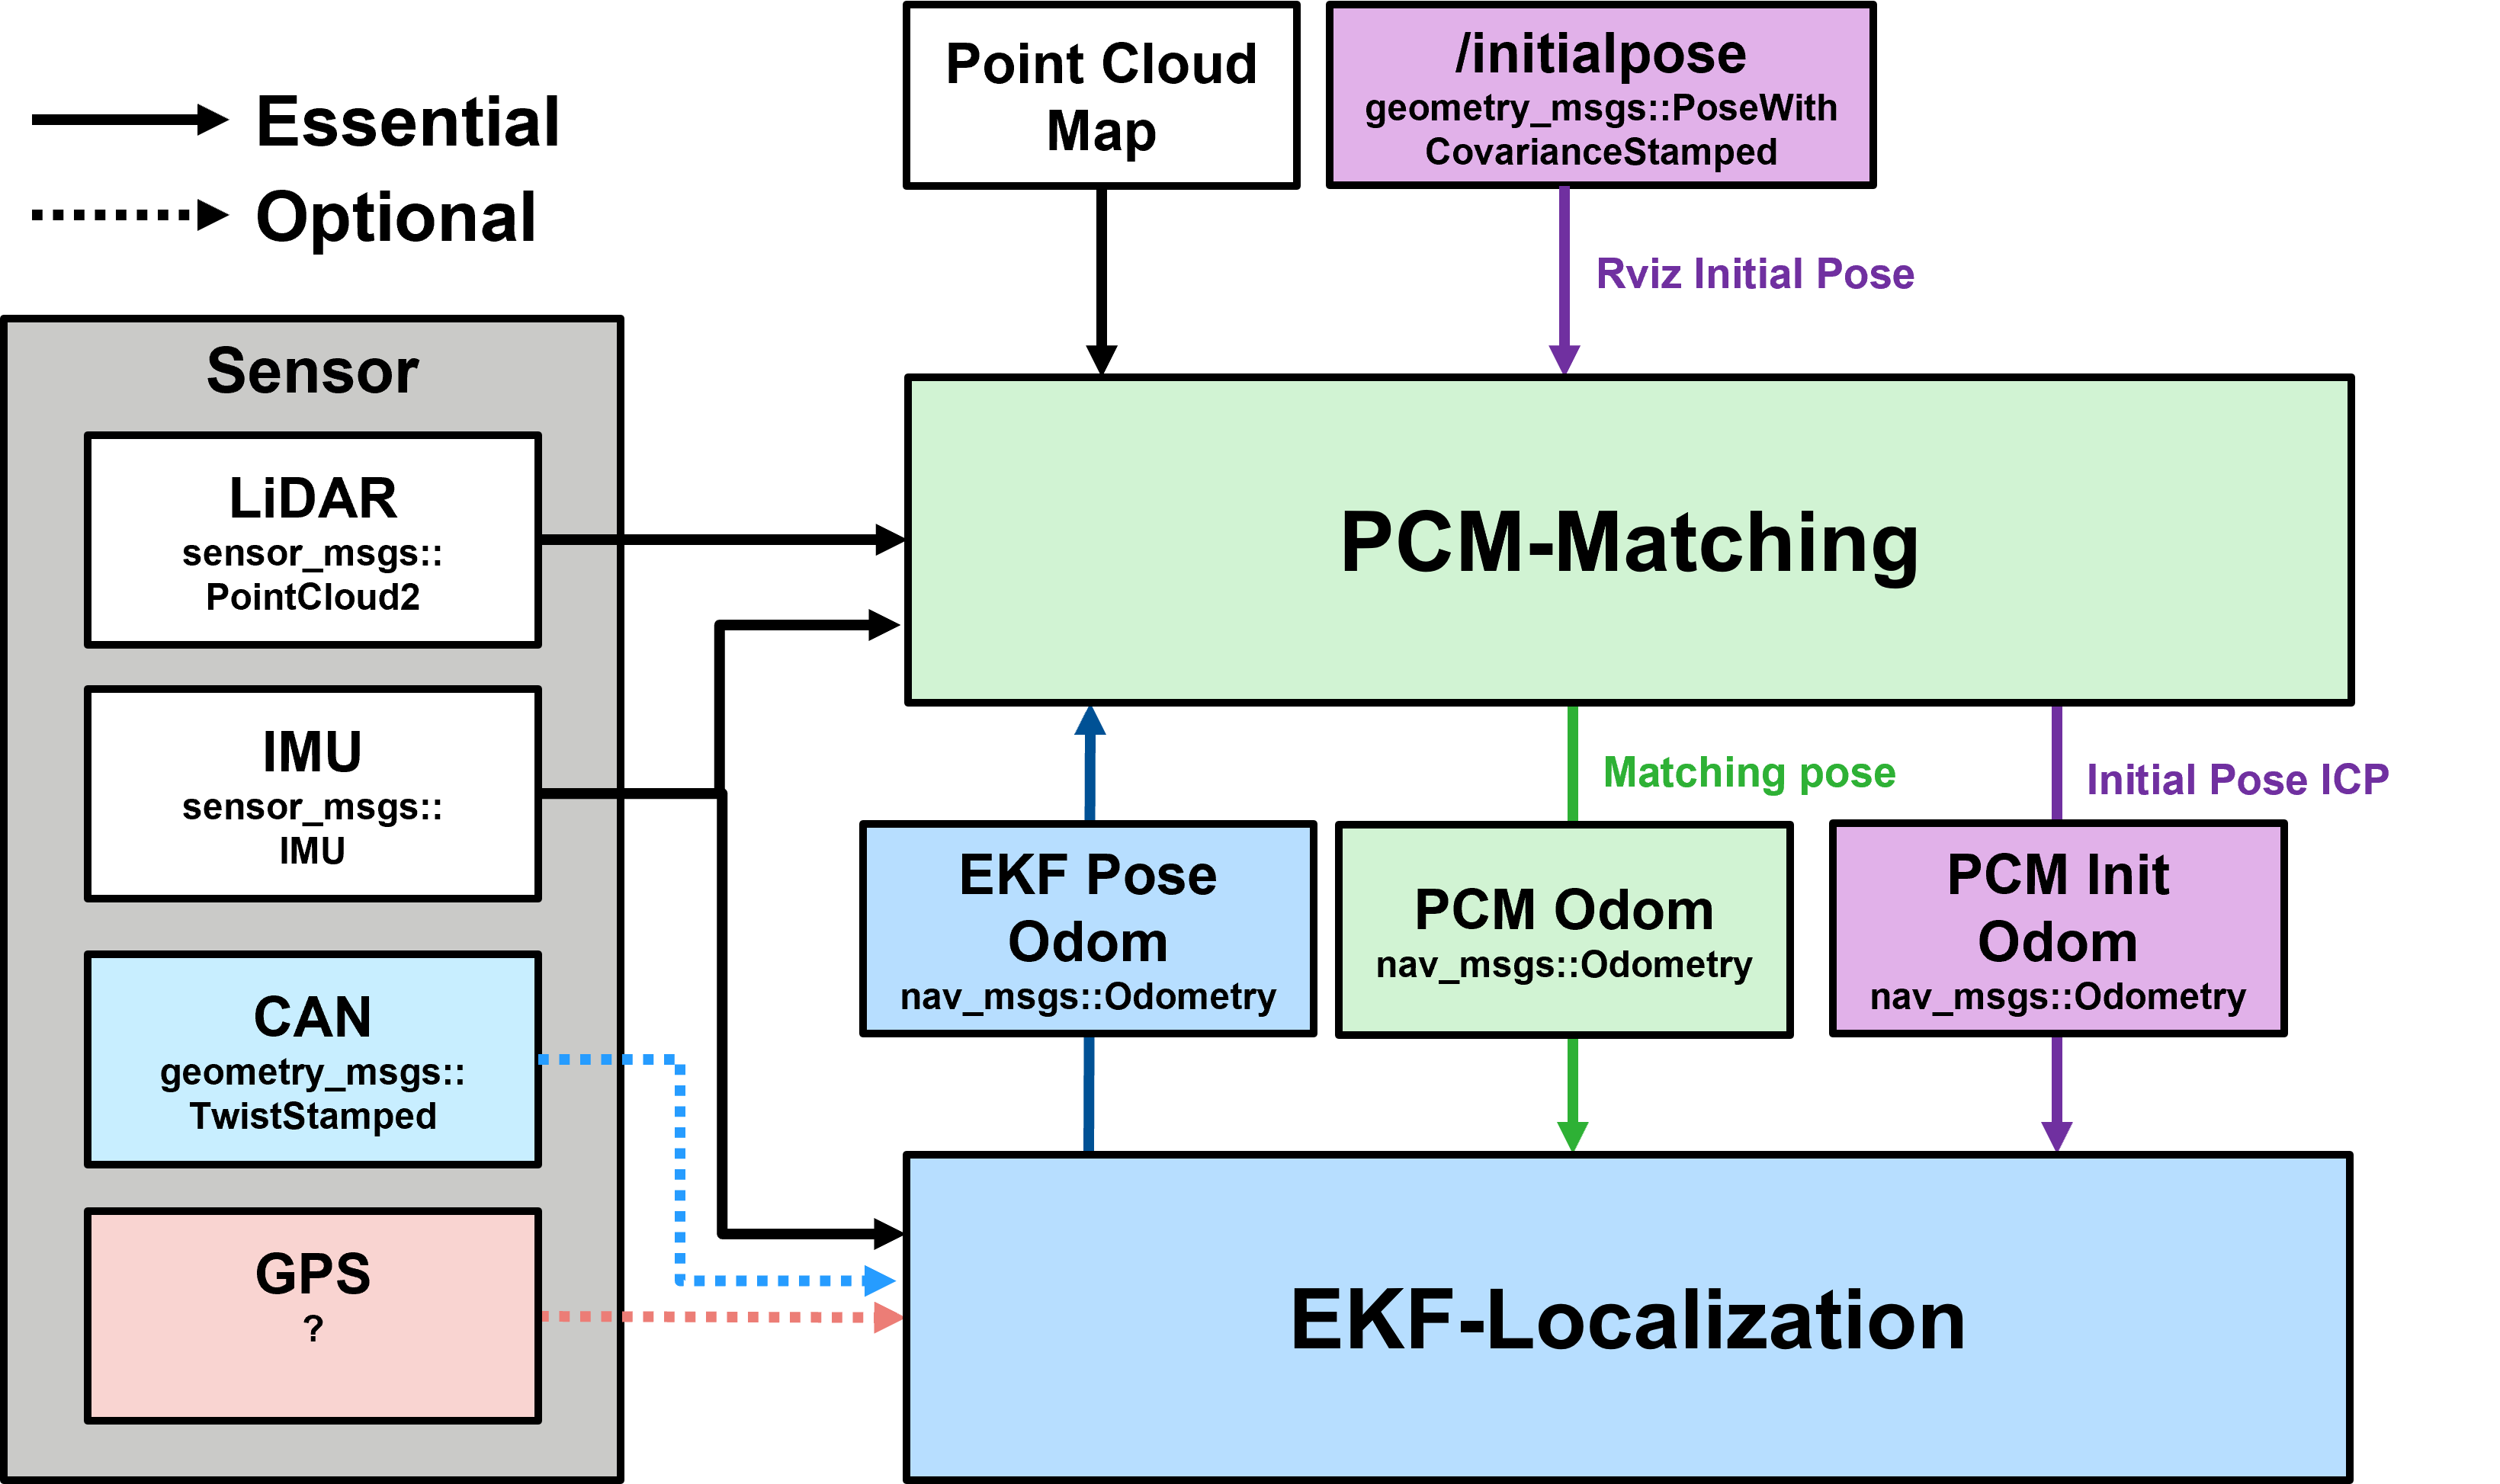 Essential
Optional
Point Cloud
Map
/initialpose
geometry_msgs::PoseWith
CovarianceStamped
Rviz Initial Pose
Sensor
LiDAR
sensor_msgs::
PointCloud2
IMU
sensor_msgs::
IMU
CAN
geometry_msgs::
TwistStamped
GPS
?
PCM-Matching
Matching pose
Initial Pose ICP
EKF Pose
Odom
nav_msgs::Odometry
PCM Odom
nav_msgs::Odometry
PCM Init
Odom
nav_msgs::Odometry
EKF-Localization